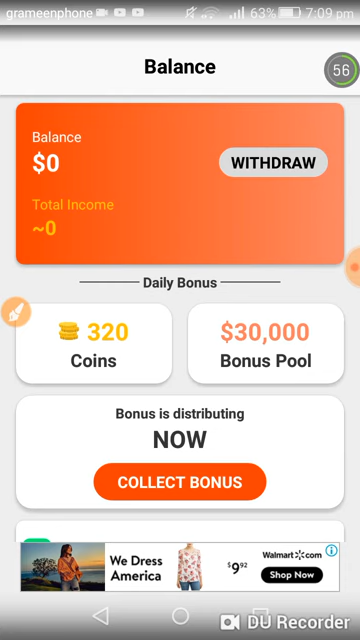 grameenphone 63% 7:09 pm
Balance
56
Balance
$0
WITHDRAW
Total Income
~0
Daily Bonus
320
Coins
$30,000
Bonus Pool
Bonus is distributing
NOW
COLLECT BONUS
We Dress
America
$9.92
Walmart.com
Shop Now
DU Recorder